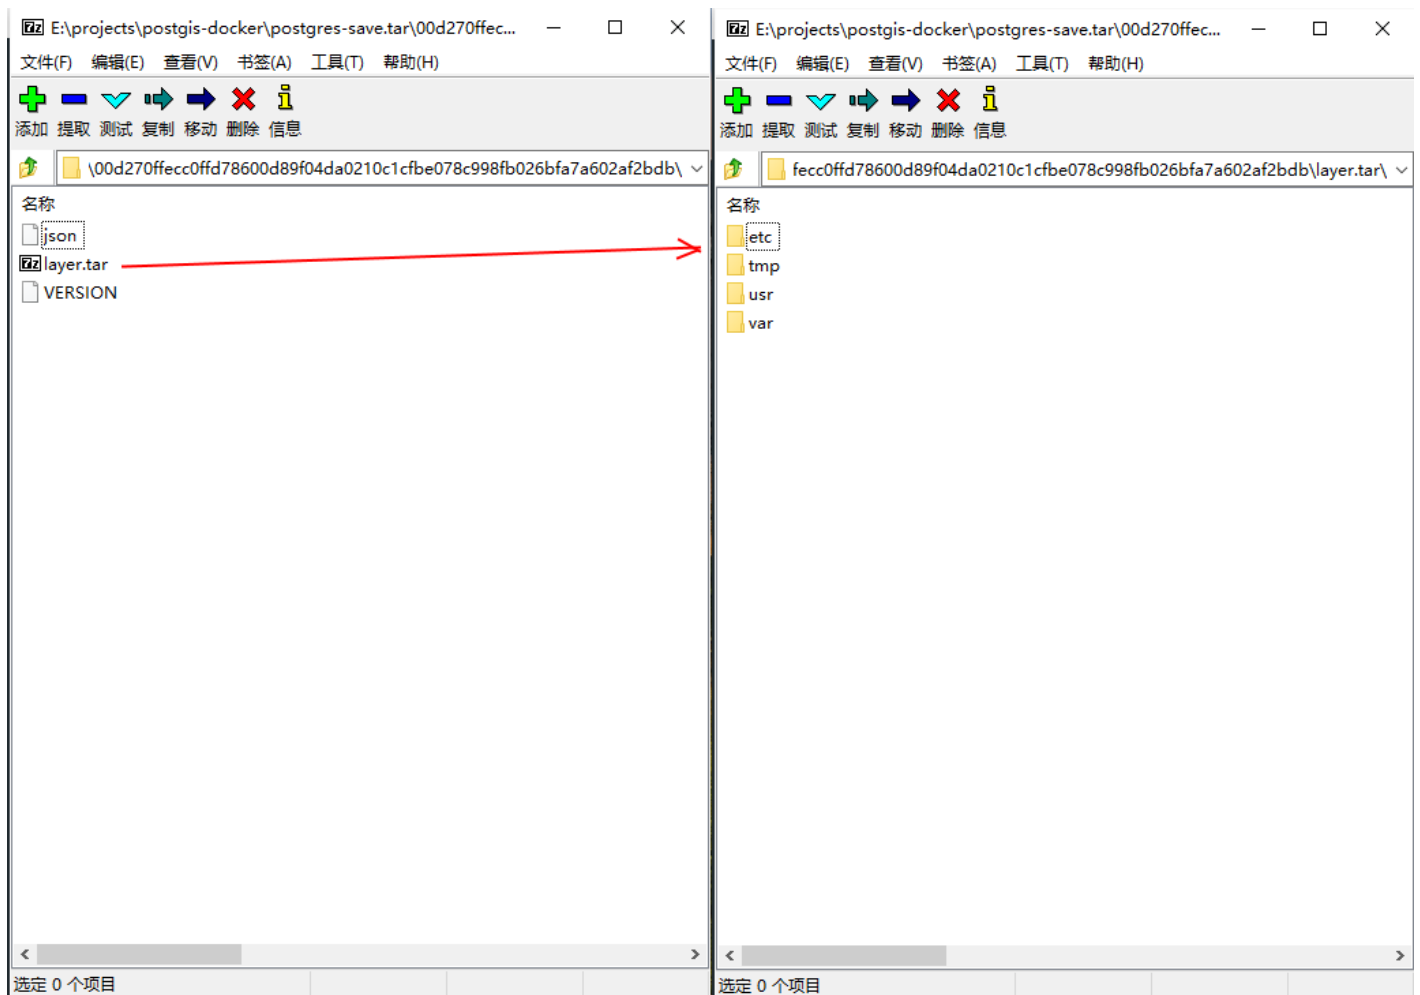 E:\projects\postgis-docker\postgres-save.tar\00d270ffec...
文件(F) 编辑(E) 查看(V) 书签(A) 工具(T) 帮助(H)
添加 提取 测试 复制 移动 删除 信息
\00d270ffecc0ffd78600d89f04da0210c1cfbe078c998fb026bfa7a602af2bdb\
名称
json
layer.tar
VERSION
选定 0 个项目
E:\projects\postgis-docker\postgres-save.tar\00d270ffec...
文件(F) 编辑(E) 查看(V) 书签(A) 工具(T) 帮助(H)
添加 提取 测试 复制 移动 删除 信息
fecc0ffd78600d89f04da0210c1cfbe078c998fb026bfa7a602af2bdb\layer.tar\
名称
etc
tmp
usr
var
选定 0 个项目